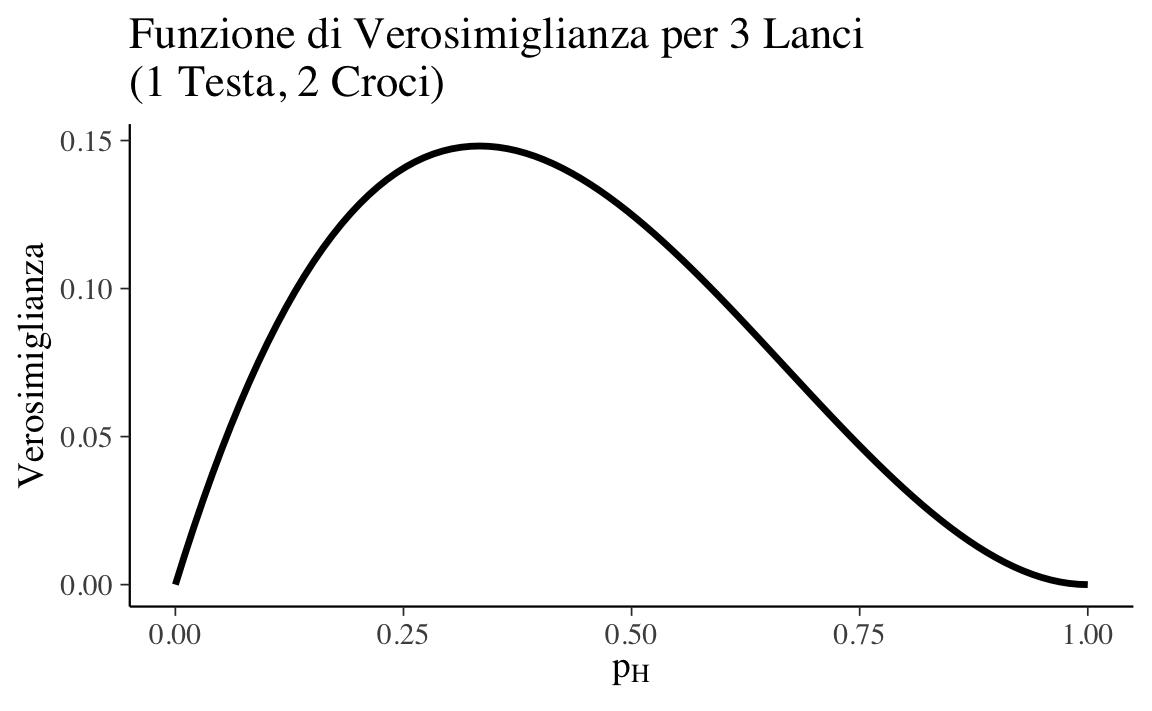 Funzione di Verosimiglianza per 3 Lanci
(1 Testa, 2 Croci)
Verosimiglianza
0.15
0.10
0.05
0.00
0.00 0.25 0.50 0.75 1.00
pH